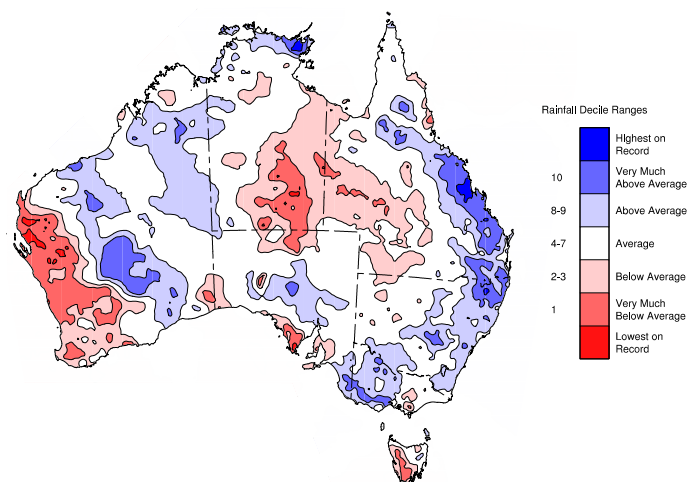 Rainfall Decile Ranges
Highest on
Record
10
Very Much
Above Average
8-9
Above Average
4-7
Average
2-3
Below Average
1
Very Much
Below Average
Lowest on
Record